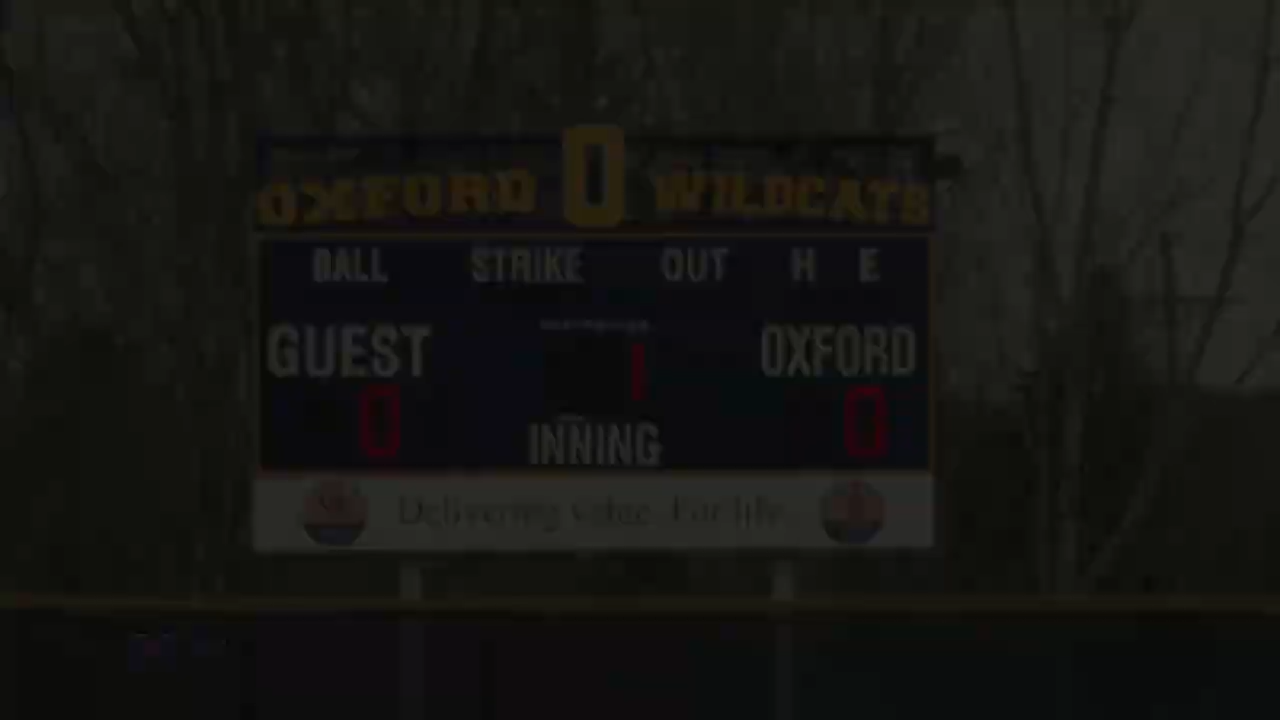 OXFORD O WILDCATS
BALL STRIKE OUT H E
GUEST 1 OXFORD
0 0
INNING
Delivering Value. For life.